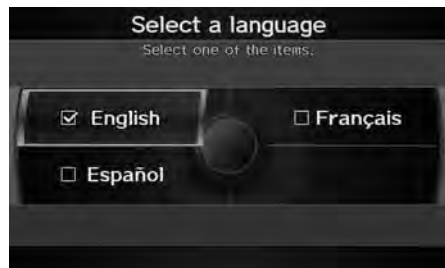 Select a language
Select one of the items.
English
Français
Español